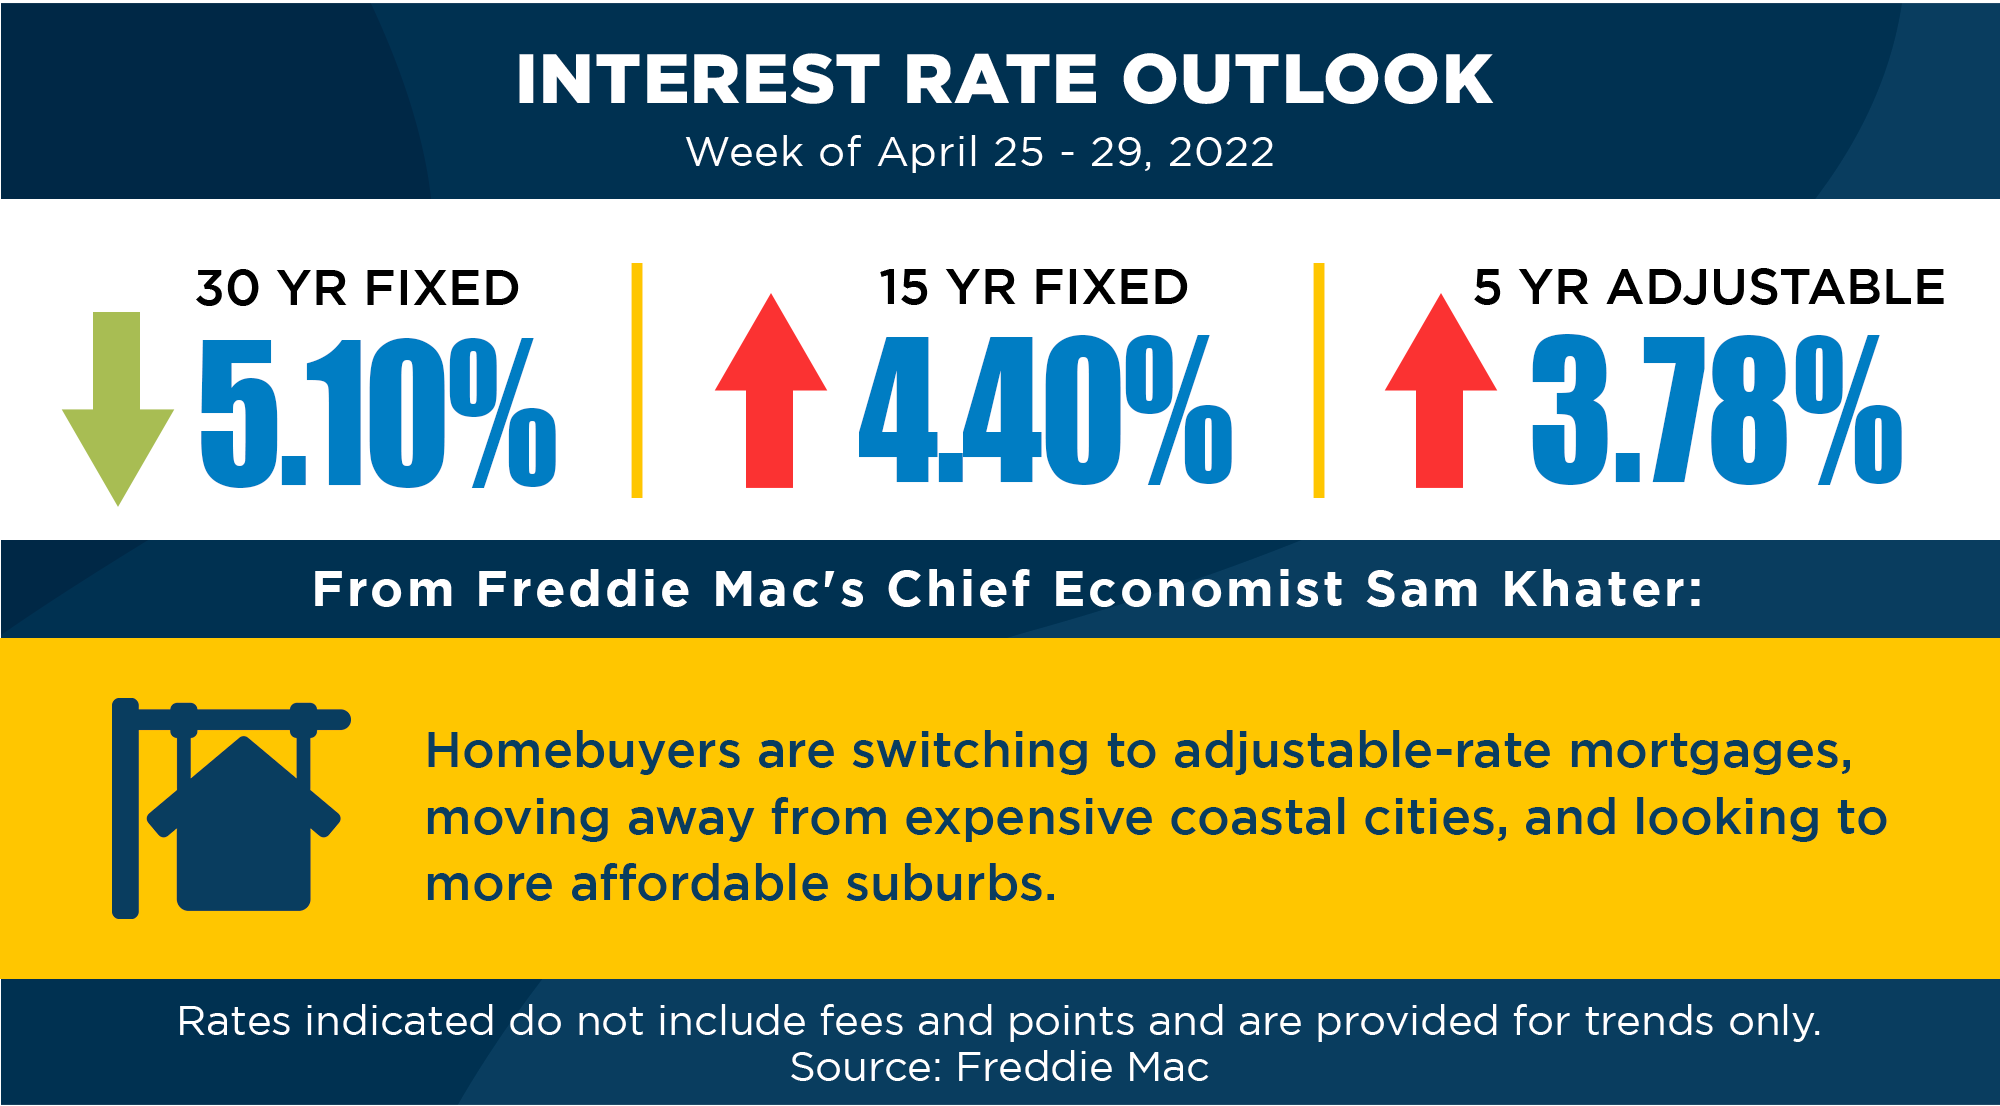 INTEREST RATE OUTLOOK
Week of April 25 - 29, 2022
30 YR FIXED
5.10%
15 YR FIXED
4.40%
5 YR ADJUSTABLE
3.78%
From Freddie Mac's Chief Economist Sam Khater:
Homebuyers are switching to adjustable-rate mortgages,
moving away from expensive coastal cities, and looking to
more affordable suburbs.
Rates indicated do not include fees and points and are provided for trends only.
Source: Freddie Mac